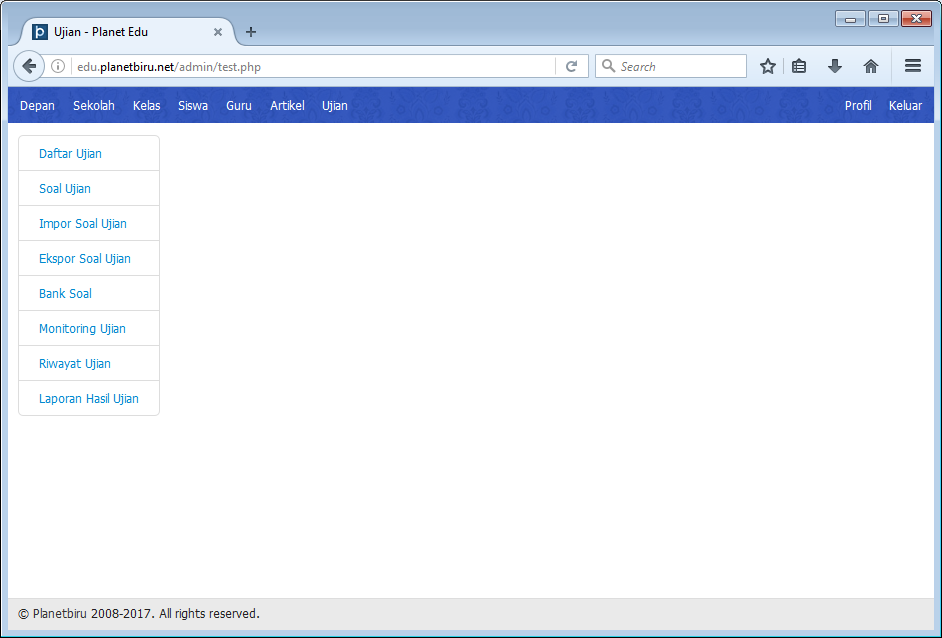 Ujian - Planet Edu
edu.planetbiru.net/admin/test.php
Search
Depan Sekolah Kelas Siswa Guru Artikel Ujian Profil Keluar
Daftar Ujian
Soal Ujian
Impor Soal Ujian
Ekspor Soal Ujian
Bank Soal
Monitoring Ujian
Riwayat Ujian
Laporan Hasil Ujian
© Planetbiru 2008-2017. All rights reserved.